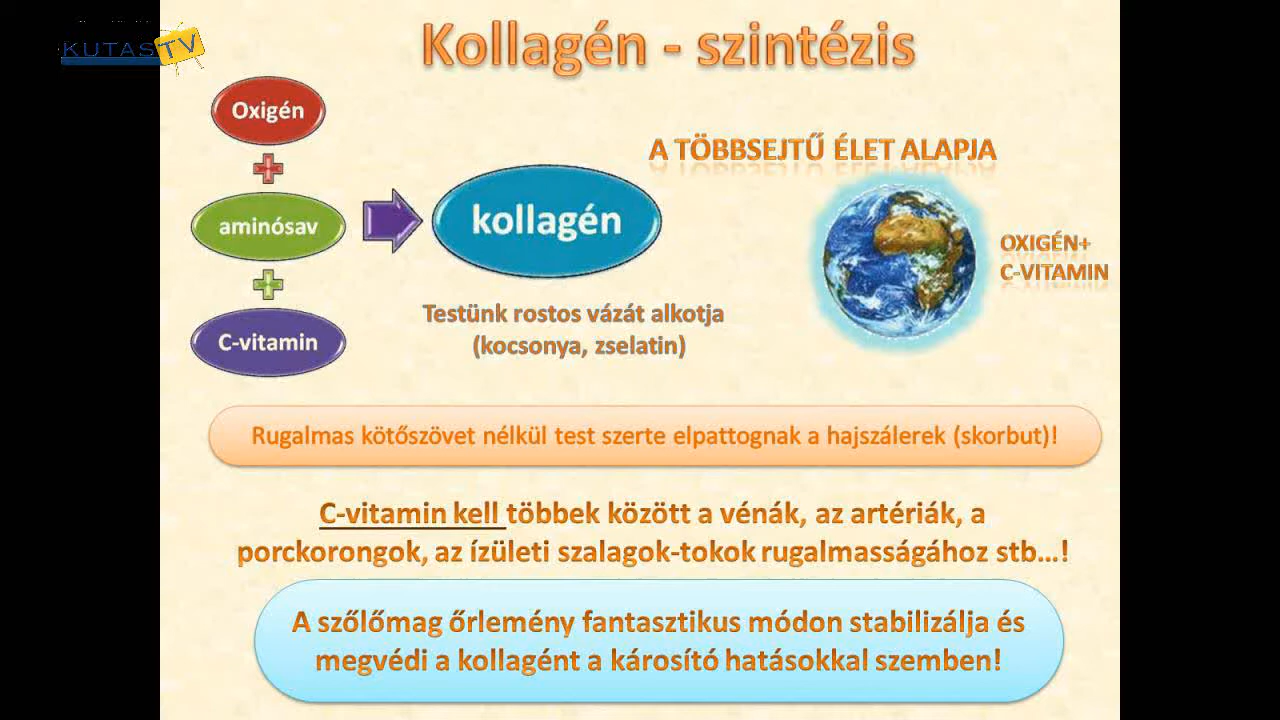 KUTAS TV
Kollagén - szintézis
Oxigén
aminósav
C-vitamin
kollagén
Testünk rostos vázát alkotja
(kocsonya, zselatin)
A TÖBBSEJTŰ ÉLET ALAPJA
OXIGÉN+
C-VITAMIN
Rugalmas kötőszövet nélkül test szerte elpattognak a hajszálerek (skorbut)!
C-vitamin kell többek között a vénák, az artériák, a
porckorongok, az ízületi szalagok-tokok rugalmasságához stb...!
A szőlőmag őrlemény fantasztikus módon stabilizálja és
megvédi a kollagént a károsító hatásokkal szemben!